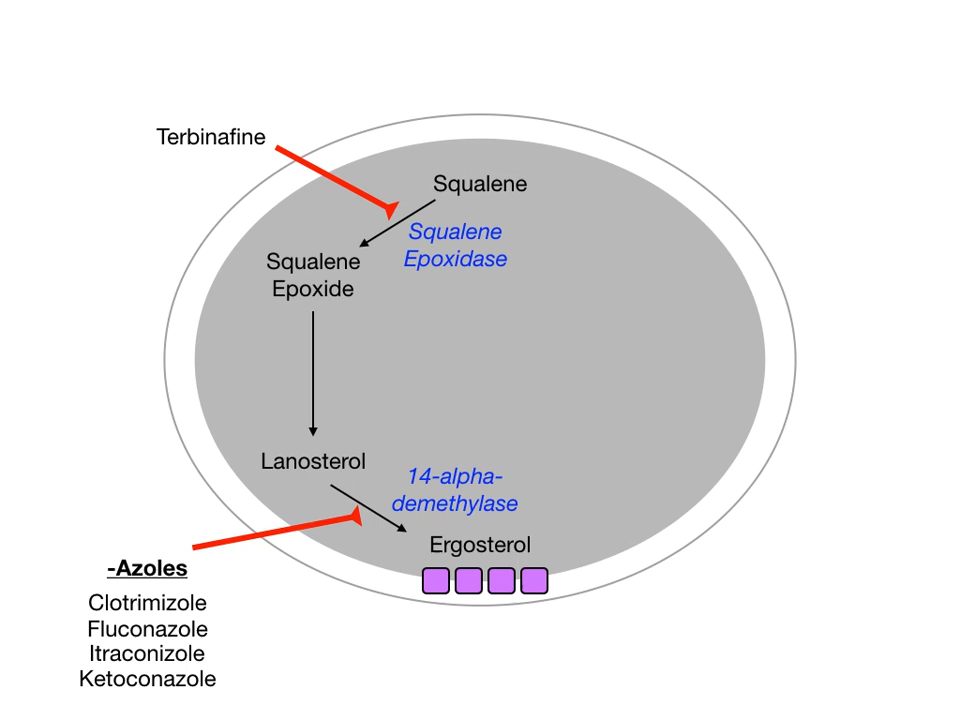 Terbinafine
Squalene
Squalene
Epoxidase
Squalene
Epoxide
Lanosterol
14-alpha-
demethylase
Ergosterol
-Azoles
Clotrimizole
Fluconazole
Itraconizole
Ketoconazole